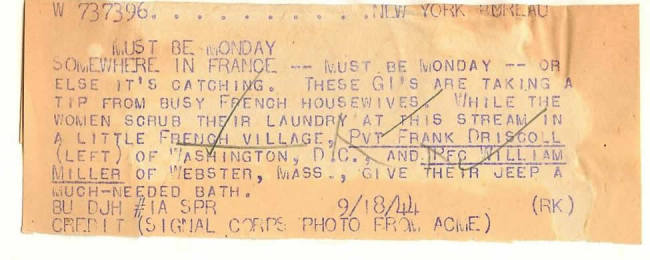 W 737396. . . . . . . . . . .NEW YORK BUREAU
MUST BE MONDAY
SOMEWHERE IN FRANCE -- MUST BE MONDAY -- OR
ELSE IT'S CATCHING. THESE GI'S ARE TAKING A
TIP FROM BUSY FRENCH HOUSEWIVES. WHILE THE
WOMEN SCRUB THEIR LAUNDRY AT THIS STREAM IN
A LITTLE FRENCH VILLAGE, PVT FRANK DRISCOLL
(LEFT) OF WASHINGTON, D.C., AND PFC WILLIAM
MILLER OF WEBSTER, MASS., GIVE THEIR JEEP A
MUCH-NEEDED BATH.
BU DJH #1A SPR 9/18/44 (RK)
CREDIT (SIGNAL CORPS PHOTO FROM ACME)